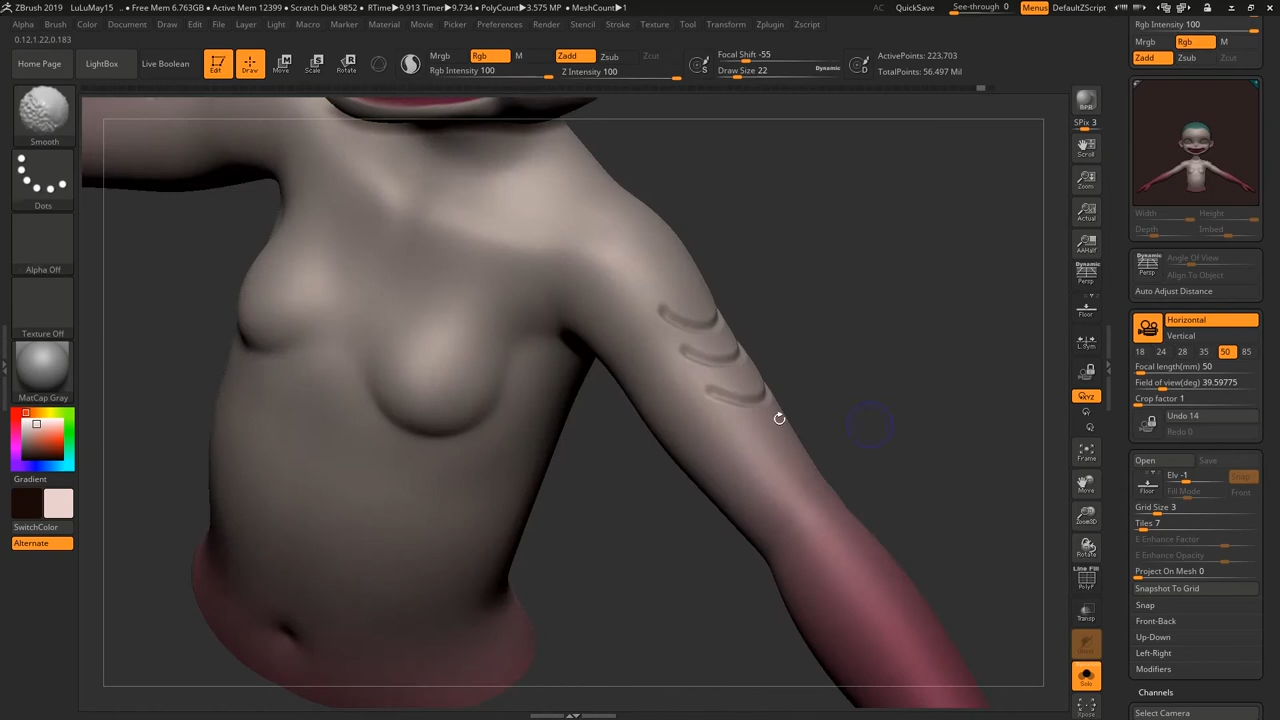 ZBrush 2019 LuLuMay15 • Free Mem 6.763GB • Active Mem 12399 • Scratch Disk 9852 • RTime▶9.913 Timer▶9.734 • PolyCount▶3.575 MP • MeshCount▶1 AC QuickSave See-through 0 Menus DefaultZScript
Alpha Brush Color Document Draw Edit File Layer Light Macro Marker Material Movie Picker Preferences Render Stencil Stroke Texture Tool Transform Zplugin Zscript
0.12,1.22,0.183
Home Page LightBox Live Boolean Edit Draw Move Scale Rotate
Mrgb Rgb M Zadd Zsub Zcut Focal Shift -55 ActivePoints: 223,703
Rgb Intensity 100 Z Intensity 100 Draw Size 22 Dynamic TotalPoints: 56.497 Mil
S D
Smooth
Dots
Alpha Off
Texture Off
MatCap Gray
Gradient
SwitchColor
Alternate
BPR
SPix 3
Scroll
Zoom
Actual
AAHalf
Dynamic
Persp
Floor
L.Sym
XYZ
Frame
Move
Zoom3D
Rotate
Line Fill
PolyF
Transp
Solo
Xpose
Rgb Intensity 100
Mrgb Rgb M
Zadd Zsub Zcut
Width Height
Depth Imbed
Dynamic
Persp
Angle Of View
Align To Object
Auto Adjust Distance
Horizontal
Vertical
18 24 28 35 50 85
Focal length(mm) 50
Field of view(deg) 39.59775
Crop factor 1
Undo 14
Redo 0
Open Save
Floor
Elv -1 Snap
Fill Mode Front
Grid Size 3
Tiles 7
E Enhance Factor
E Enhance Opacity
Project On Mesh 0
Snapshot To Grid
Snap
Front-Back
Up-Down
Left-Right
Modifiers
Channels
Select Camera